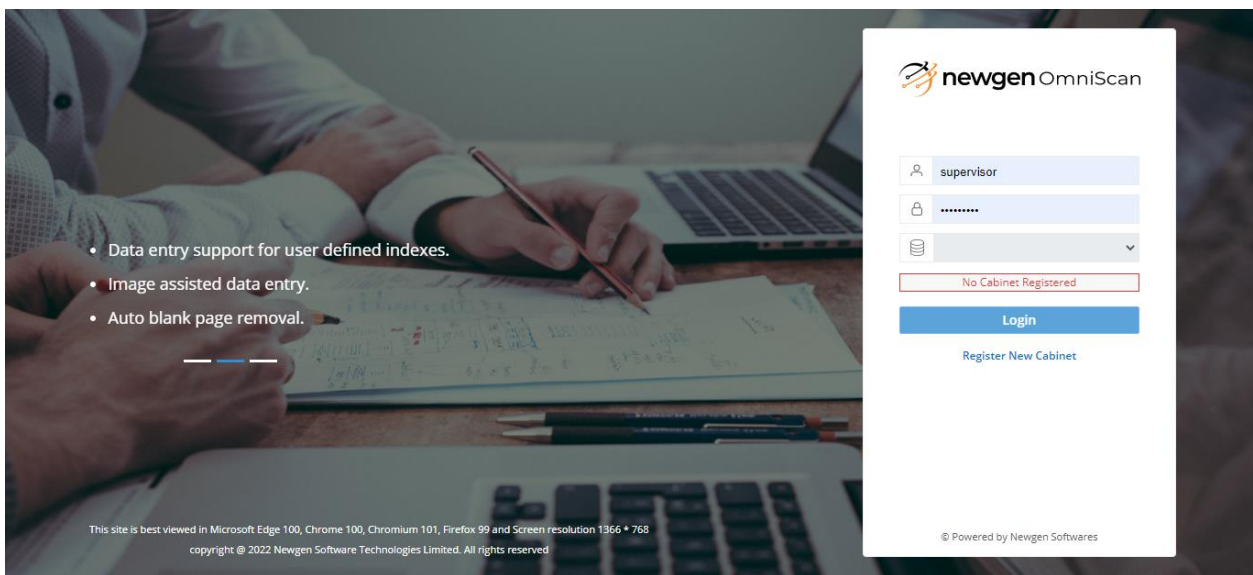 newgen OmniScan
supervisor
•••••••••
No Cabinet Registered
Login
Register New Cabinet
© Powered by Newgen Softwares
• Data entry support for user defined indexes.
• Image assisted data entry.
• Auto blank page removal.
This site is best viewed in Microsoft Edge 100, Chrome 100, Chromium 101, Firefox 99 and Screen resolution 1366 * 768
copyright @ 2022 Newgen Software Technologies Limited. All rights reserved